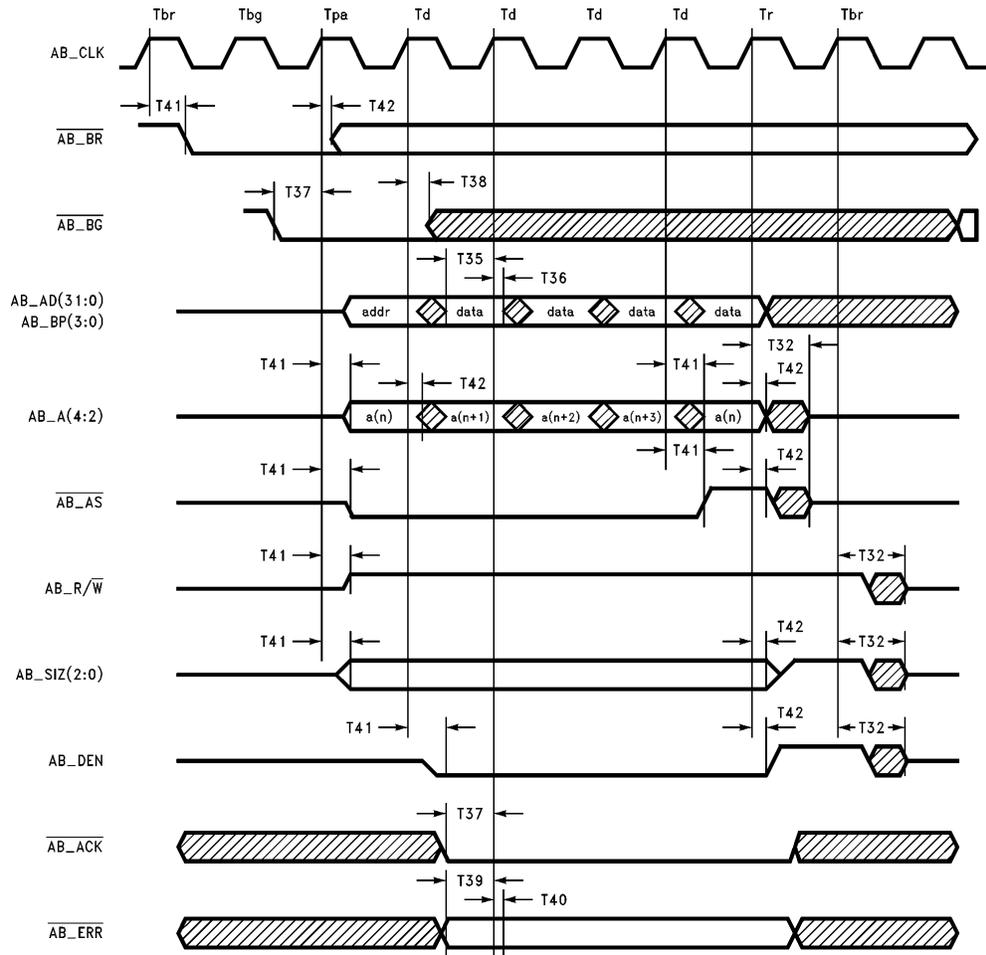 Tbr Tbg Tpa Td Td Td Td Tr Tbr
AB_CLK
T41 T42
AB_BR
T37 T38
AB_BG
T35
T36
AB_AD(31:0)
AB_BP(3:0)
addr data data data data
T32
T41 T42 T41 T42
AB_A(4:2)
a(n) a(n+1) a(n+2) a(n+3) a(n)
T41 T41 T42
AB_AS
T41 T32
AB_R/W
T41 T42 T32
AB_SIZ(2:0)
T41 T42 T32
AB_DEN
T37
AB_ACK
T39
T40
AB_ERR